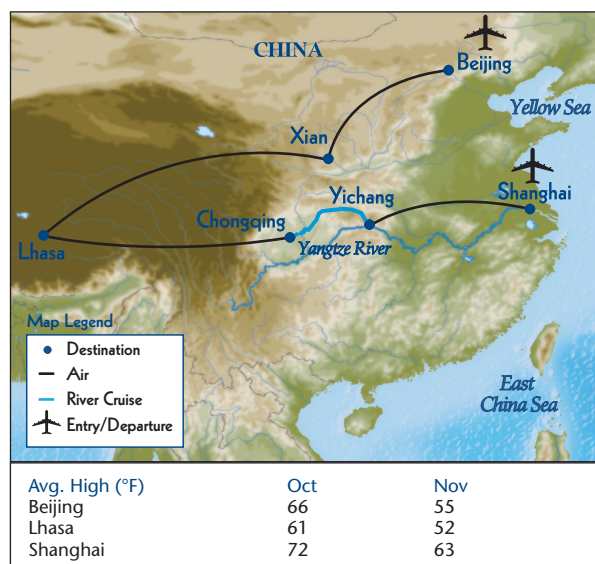 CHINA
Beijing
Yellow Sea
Xian
Yichang
Shanghai
Chongqing
Lhasa
Yangtze River
Map Legend
Destination
Air
River Cruise
Entry/Departure
East
China Sea
Avg. High (°F) Oct Nov
Beijing 66 55
Lhasa 61 52
Shanghai 72 63